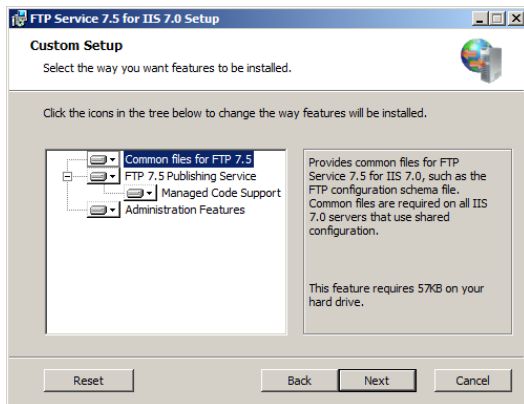 FTP Service 7.5 for IIS 7.0 Setup
Custom Setup
Select the way you want features to be installed.
Click the icons in the tree below to change the way features will be installed.
Common files for FTP 7.5
FTP 7.5 Publishing Service
Managed Code Support
Administration Features
Provides common files for FTP
Service 7.5 for IIS 7.0, such as the
FTP configuration schema file.
Common files are required on all IIS
7.0 servers that use shared
configuration.
This feature requires 57KB on your
hard drive.
Reset
Back
Next
Cancel